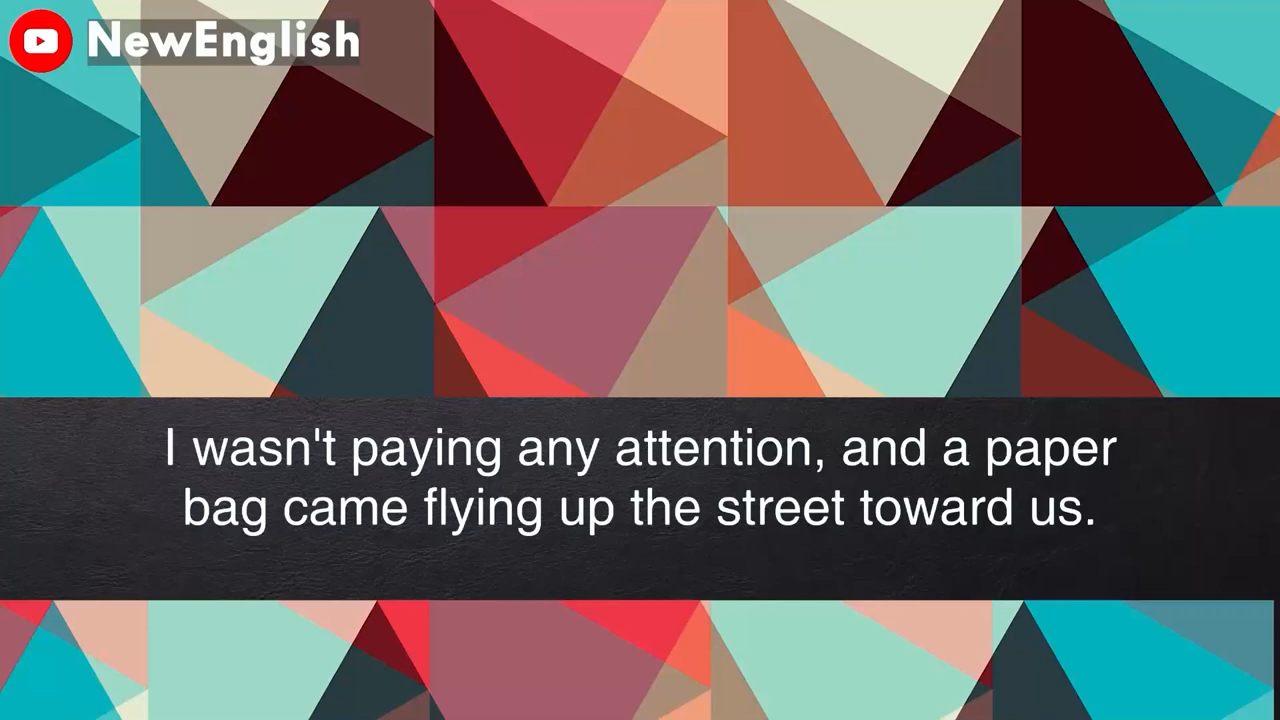 NewEnglish
I wasn't paying any attention, and a paper
bag came flying up the street toward us.